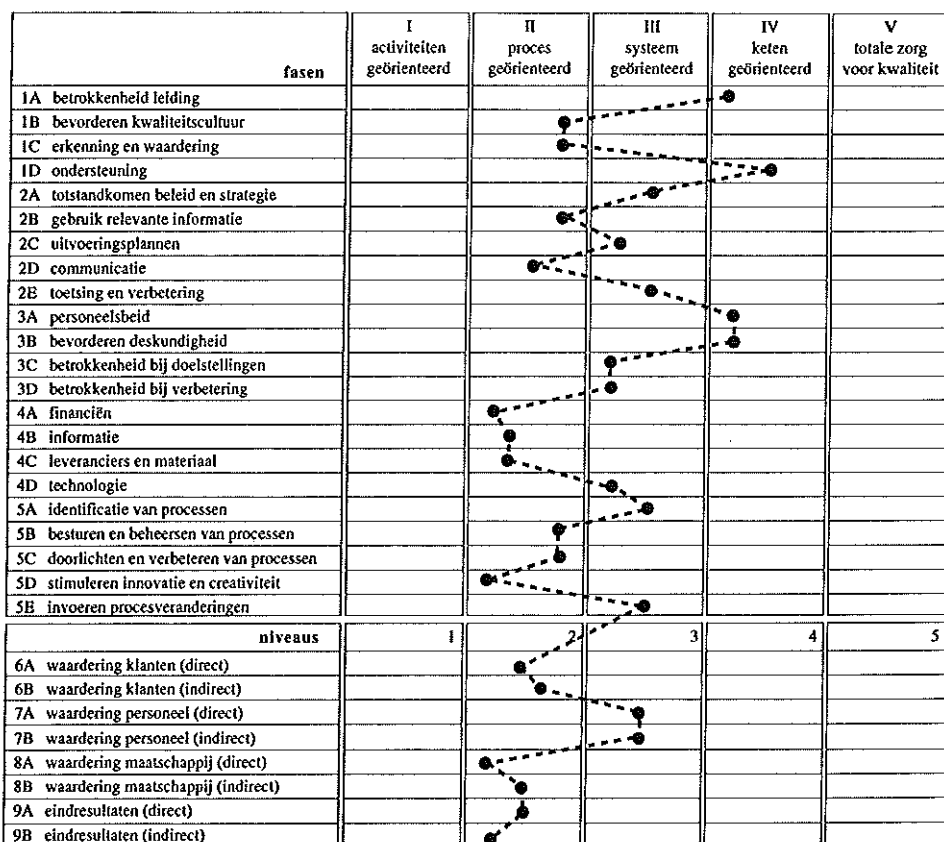 I II III IV V
activiteiten proces systeem keten totale zorg
fasen geörienteerd geörienteerd geörienteerd geörienteerd voor kwaliteit
1A betrokkenheid leiding
1B bevorderen kwaliteitscultuur
1C erkenning en waardering
1D ondersteuning
2A totstandkomen beleid en strategie
2B gebruik relevante informatie
2C uitvoeringsplannen
2D communicatie
2E toetsing en verbetering
3A personeelsbeid
3B bevorderen deskundigheid
3C betrokkenheid bij doelstellingen
3D betrokkenheid bij verbetering
4A financiën
4B informatie
4C leveranciers en materiaal
4D technologie
5A identificatie van processen
5B besturen en beheersen van processen
5C doorlichten en verbeteren van processen
5D stimuleren innovatie en creativiteit
5E invoeren procesveranderingen
niveaus 1 2 3 4 5
6A waardering klanten (direct)
6B waardering klanten (indirect)
7A waardering personeel (direct)
7B waardering personeel (indirect)
8A waardering maatschappij (direct)
8B waardering maatschappij (indirect)
9A eindresultaten (direct)
9B eindresultaten (indirect)